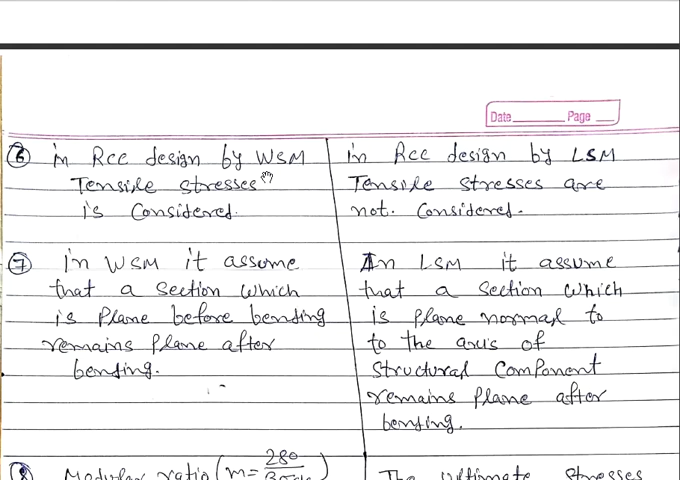 Date Page
6 in Rcc design by WSM
Tensile stresses
is Considered.
in Rcc design by LSM
Tensile stresses are
not. Considered.
7 in WSM it assume
that a section which
is Plane before bending
remains plane after
bending.
In LSM it assume
that a section which
is plane normal to
to the axis of
structural component
remains plane after
bending.
8 Modular ratio (m= 280
The ultimate stresses